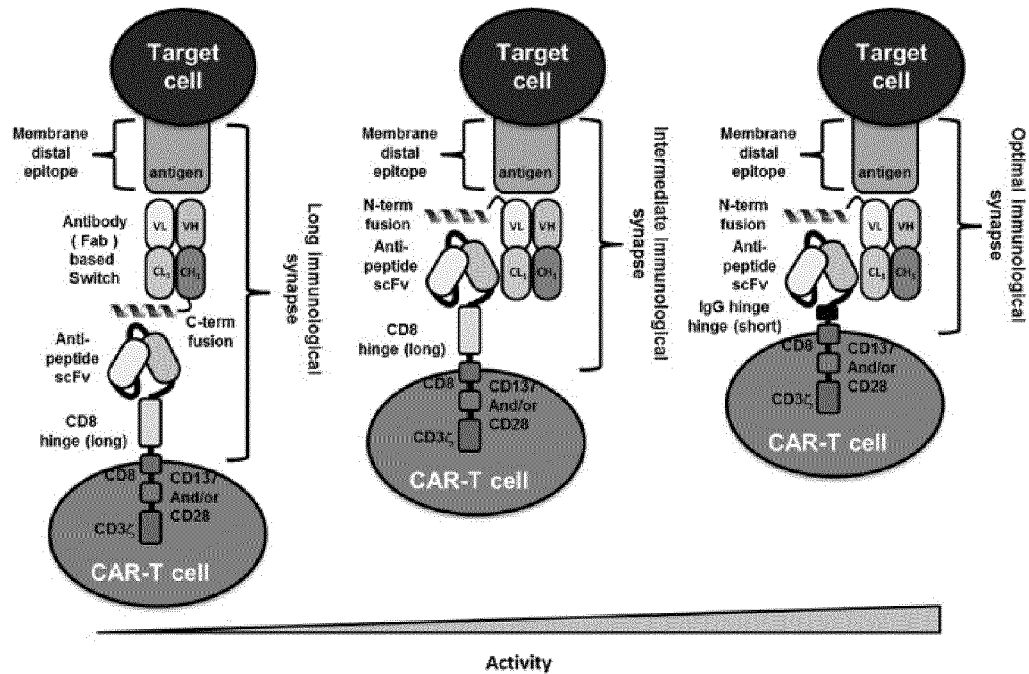 Target
cell
Membrane
distal
epitope
antigen
Antibody
( Fab )
based
Switch
VL
VH
CL1
CH1
C-term
fusion
Anti-
peptide
scFv
CD8
hinge (long)
CD8
CD137
And/or
CD28
CD3ζ
CAR-T cell
Long immunological
synapse
Target
cell
Membrane
distal
epitope
antigen
N-term
fusion
VL
VH
Anti-
peptide
scFv
CL1
CH1
CD8
hinge (long)
CD8
CD137
And/or
CD28
CD3ζ
CAR-T cell
Intermediate immunological
synapse
Target
cell
Membrane
distal
epitope
antigen
N-term
fusion
VL
VH
Anti-
peptide
scFv
CL1
CH1
IgG hinge
hinge (short)
CD8
CD137
And/or
CD28
CD3ζ
CAR-T cell
Optimal immunological
synapse
Activity